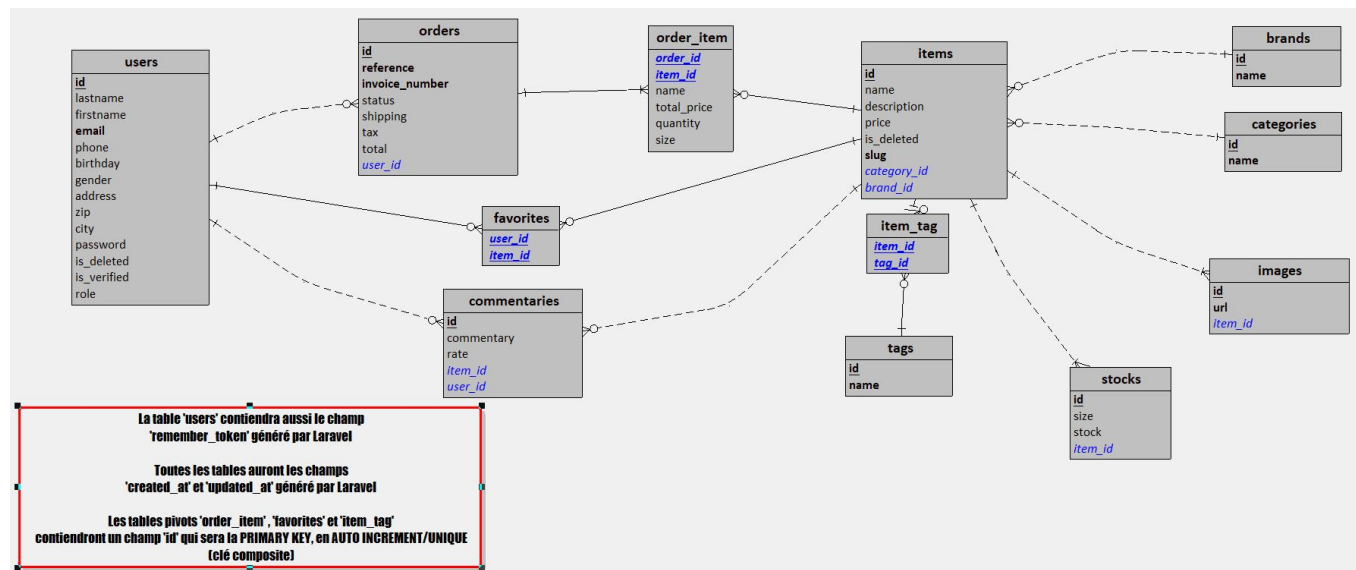 users
id
lastname
firstname
email
phone
birthday
gender
address
zip
city
password
is_deleted
is_verified
role
orders
id
reference
invoice_number
status
shipping
tax
total
user_id
order_item
order_id
item_id
name
total_price
quantity
size
items
id
name
description
price
is_deleted
slug
category_id
brand_id
brands
id
name
categories
id
name
favorites
user_id
item_id
item_tag
item_id
tag_id
images
id
url
item_id
commentaries
id
commentary
rate
item_id
user_id
tags
id
name
stocks
id
size
stock
item_id
La table 'users' contiendra aussi le champ
'remember_token' généré par Laravel
Toutes les tables auront les champs
'created_at' et 'updated_at' généré par Laravel
Les tables pivots 'order_item' , 'favorites' et 'item_tag'
contiendront un champ 'id' qui sera la PRIMARY KEY, en AUTO INCREMENT/UNIQUE
(clé composite)